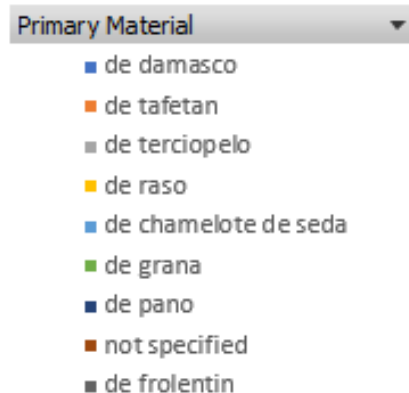 Primary Material
de damasco
de tafetan
de terciopelo
de raso
de chamelote de seda
de grana
de pano
not specified
de frolentin